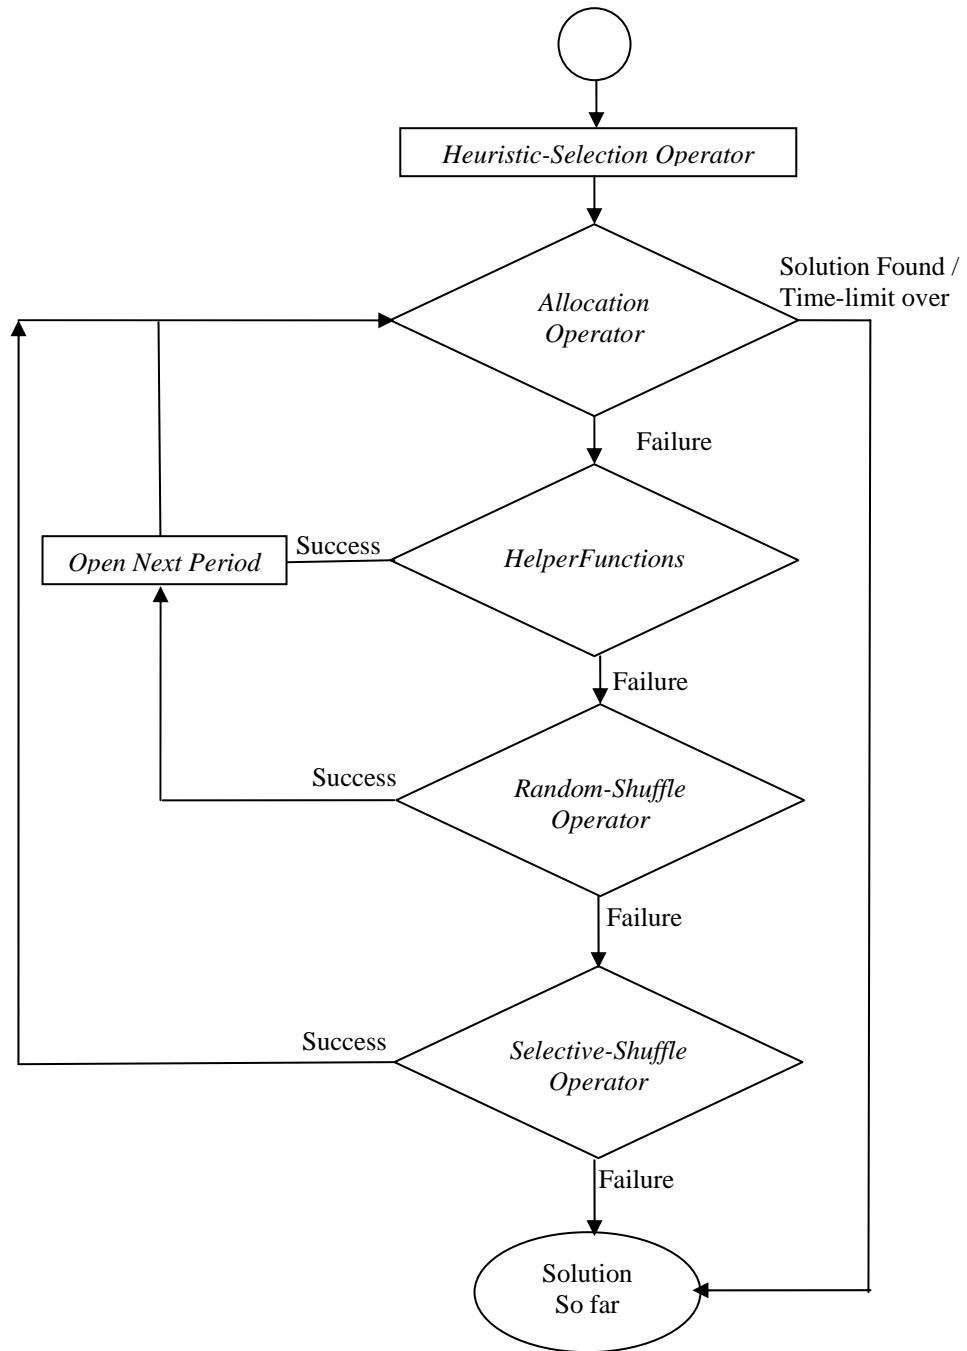 Heuristic-Selection Operator
Solution Found /
Time-limit over
Allocation
Operator
Failure
Success
Open Next Period
HelperFunctions
Failure
Success
Random-Shuffle
Operator
Failure
Success
Selective-Shuffle
Operator
Failure
Solution
So far